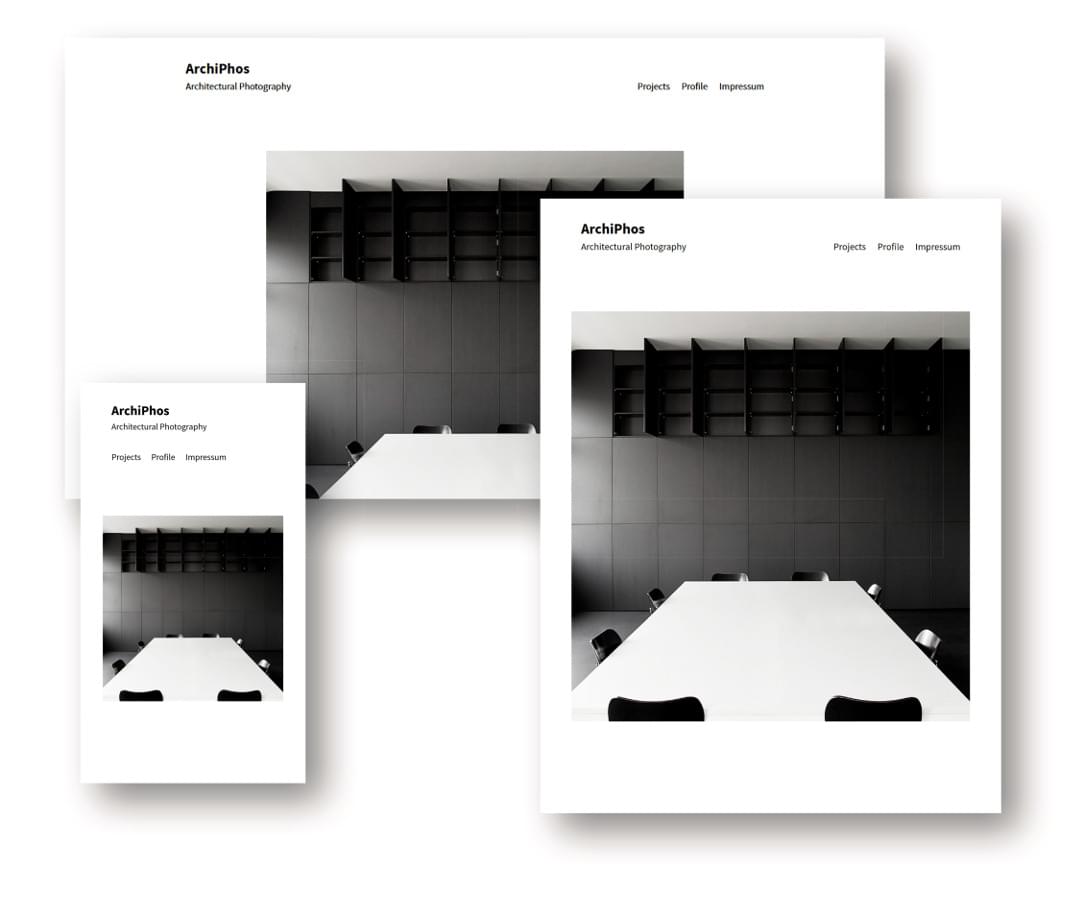 ArchiPhos
Architectural Photography
Projects Profile Impressum
ArchiPhos
Architectural Photography
Projects Profile Impressum
ArchiPhos
Architectural Photography
Projects Profile Impressum